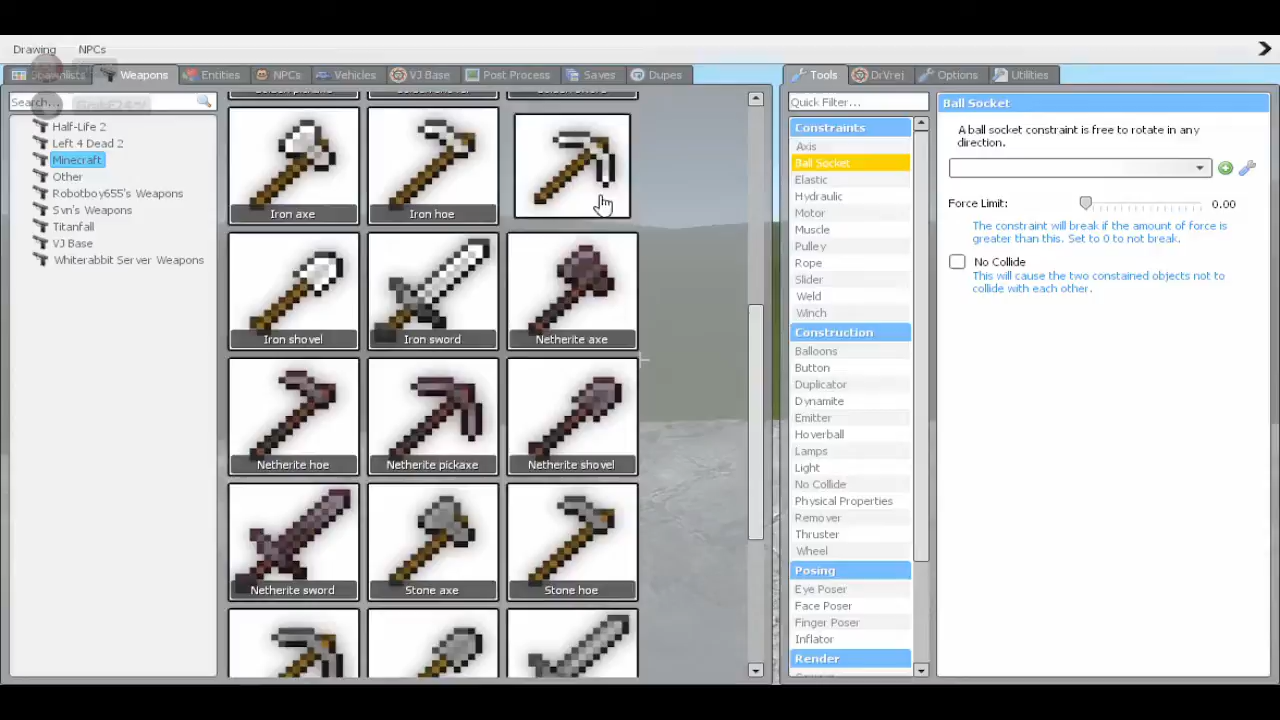 Drawing NPCs
Spawnlists Weapons Entities NPCs Vehicles VJ Base Post Process Saves Dupes
Tools DrVrej Options Utilities
Search...
Half-Life 2
Left 4 Dead 2
Minecraft
Other
Robotboy655's Weapons
Svn's Weapons
Titanfall
VJ Base
Whiterabbit Server Weapons
Iron axe
Iron hoe
Iron shovel
Iron sword
Netherite axe
Netherite hoe
Netherite pickaxe
Netherite shovel
Netherite sword
Stone axe
Stone hoe
Quick Filter...
Constraints
Axis
Ball Socket
Elastic
Hydraulic
Motor
Muscle
Pulley
Rope
Slider
Weld
Winch
Construction
Balloons
Button
Duplicator
Dynamite
Emitter
Hoverball
Lamps
Light
No Collide
Physical Properties
Remover
Thruster
Wheel
Posing
Eye Poser
Face Poser
Finger Poser
Inflator
Render
Ball Socket
A ball socket constraint is free to rotate in any
direction.
Force Limit: 0.00
The constraint will break if the amount of force is
greater than this. Set to 0 to not break.
No Collide
This will cause the two constained objects not to
collide with each other.